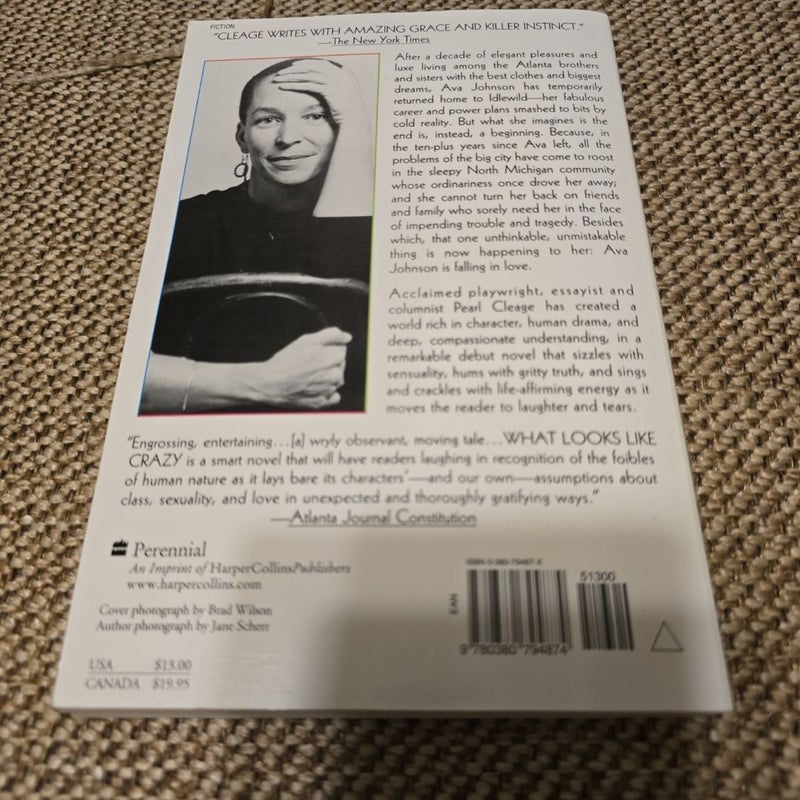 FICTION
"CLEAGE WRITES WITH AMAZING GRACE AND KILLER INSTINCT."
—The New York Times
After a decade of elegant pleasures and
luxe living among the Atlanta brothers
and sisters with the best clothes and biggest
dreams, Ava Johnson has temporarily
returned home to Idlewild—her fabulous
career and power plans smashed to bits by
cold reality. But what she imagines is the
end is, instead, a beginning. Because, in
the ten-plus years since Ava left, all the
problems of the big city have come to roost
in the sleepy North Michigan community
whose ordinariness once drove her away;
and she cannot turn her back on friends
and family who sorely need her in the face
of impending trouble and tragedy. Besides
which, that one unthinkable, unmistakable
thing is now happening to her: Ava
Johnson is falling in love.
Acclaimed playwright, essayist and
columnist Pearl Cleage has created a
world rich in character, human drama, and
deep, compassionate understanding, in a
remarkable debut novel that sizzles with
sensuality, hums with gritty truth, and sings
and crackles with life-affirming energy as it
moves the reader to laughter and tears.
"Engrossing, entertaining...[a] wryly observant, moving tale...WHAT LOOKS LIKE
CRAZY is a smart novel that will have readers laughing in recognition of the foibles
of human nature as it lays bare its characters'—and our own—assumptions about
class, sexuality, and love in unexpected and thoroughly gratifying ways."
—Atlanta Journal Constitution
Perennial
An Imprint of HarperCollinsPublishers
www.harpercollins.com
Cover photograph by Brad Wilson
Author photograph by Jane Scherr
USA $13.00
CANADA $19.95
ISBN 0-380-79487-X
EAN
51300
9 780380 794874